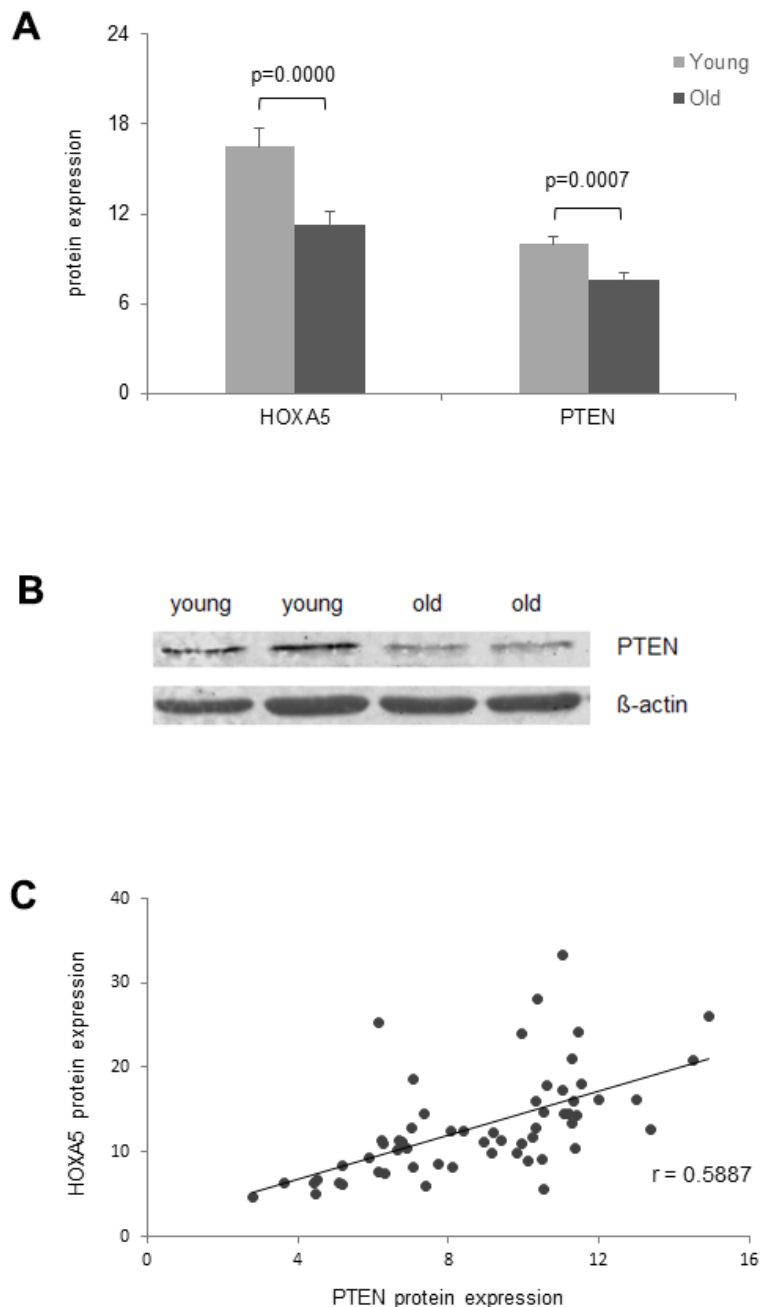 A
24
18
12
6
0
protein expression
p=0.0000
p=0.0007
Young
Old
HOXA5
PTEN
B
young young old old
PTEN
ß-actin
C
40
30
20
10
0
HOXA5 protein expression
r = 0.5887
0 4 8 12 16
PTEN protein expression